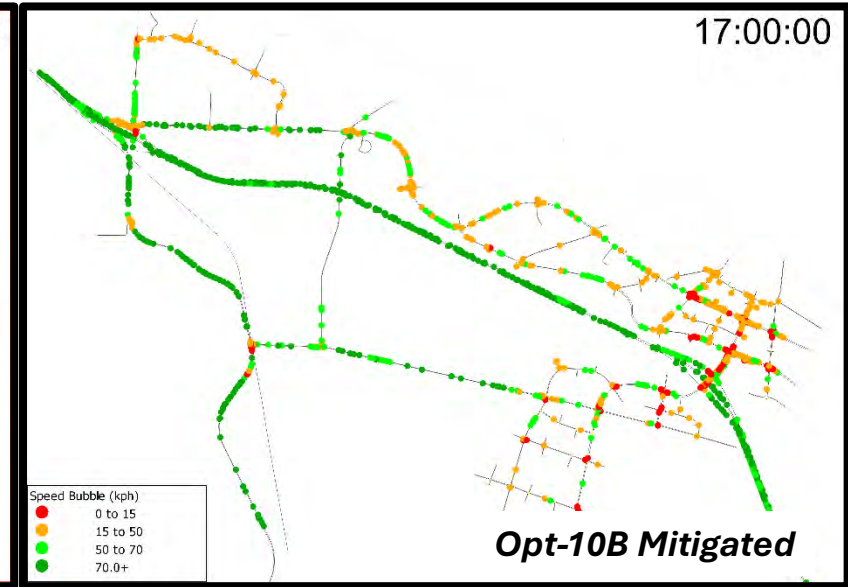 17:00:00
Speed Bubble (kph)
0 to 15
15 to 50
50 to 70
70.0+
Opt-10B Mitigated